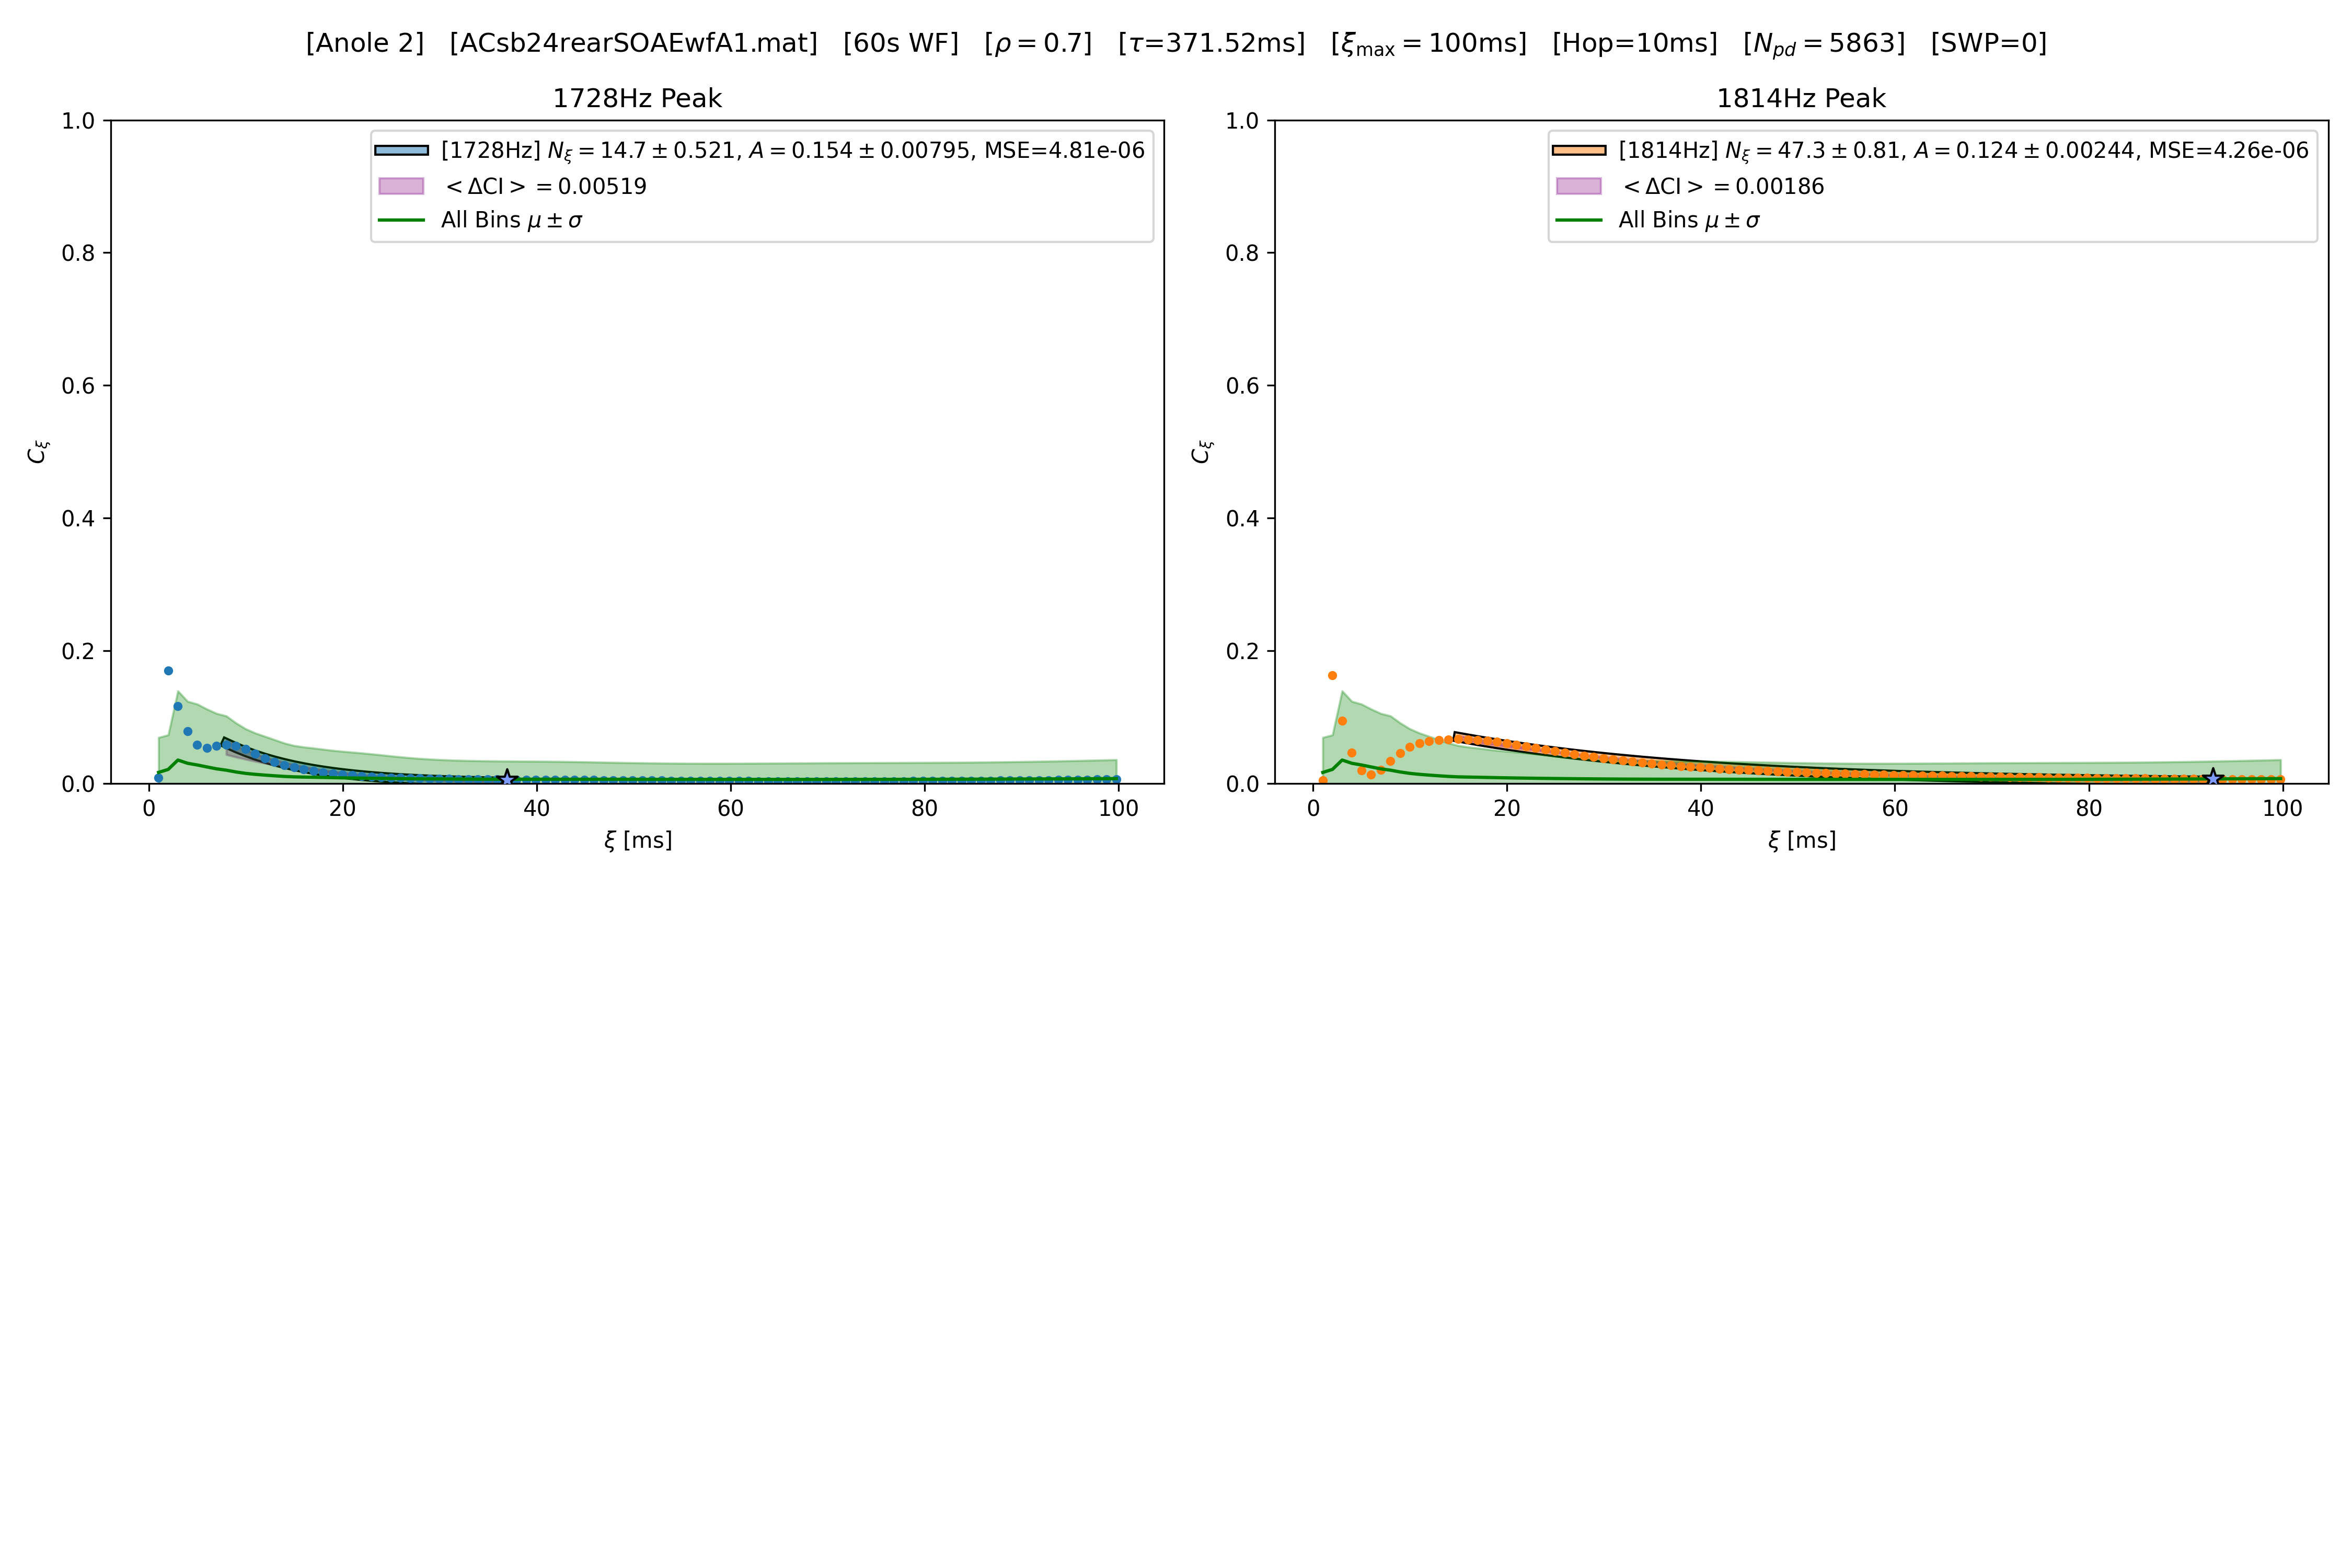 [Anole 2] [ACsb24rearSOAEwfA1.mat] [60s WF] [ρ = 0.7] [τ=371.52ms] [ξmax = 100ms] [Hop=10ms] [Npd = 5863] [SWP=0]
1728Hz Peak
[1728Hz] Nξ = 14.7 ± 0.521, A = 0.154 ± 0.00795, MSE=4.81e-06
< ΔCI > = 0.00519
All Bins μ ± σ
1.0
0.8
0.6
0.4
0.2
0.0
Cξ
0 20 40 60 80 100
ξ [ms]
1814Hz Peak
[1814Hz] Nξ = 47.3 ± 0.81, A = 0.124 ± 0.00244, MSE=4.26e-06
< ΔCI > = 0.00186
All Bins μ ± σ
1.0
0.8
0.6
0.4
0.2
0.0
Cξ
0 20 40 60 80 100
ξ [ms]